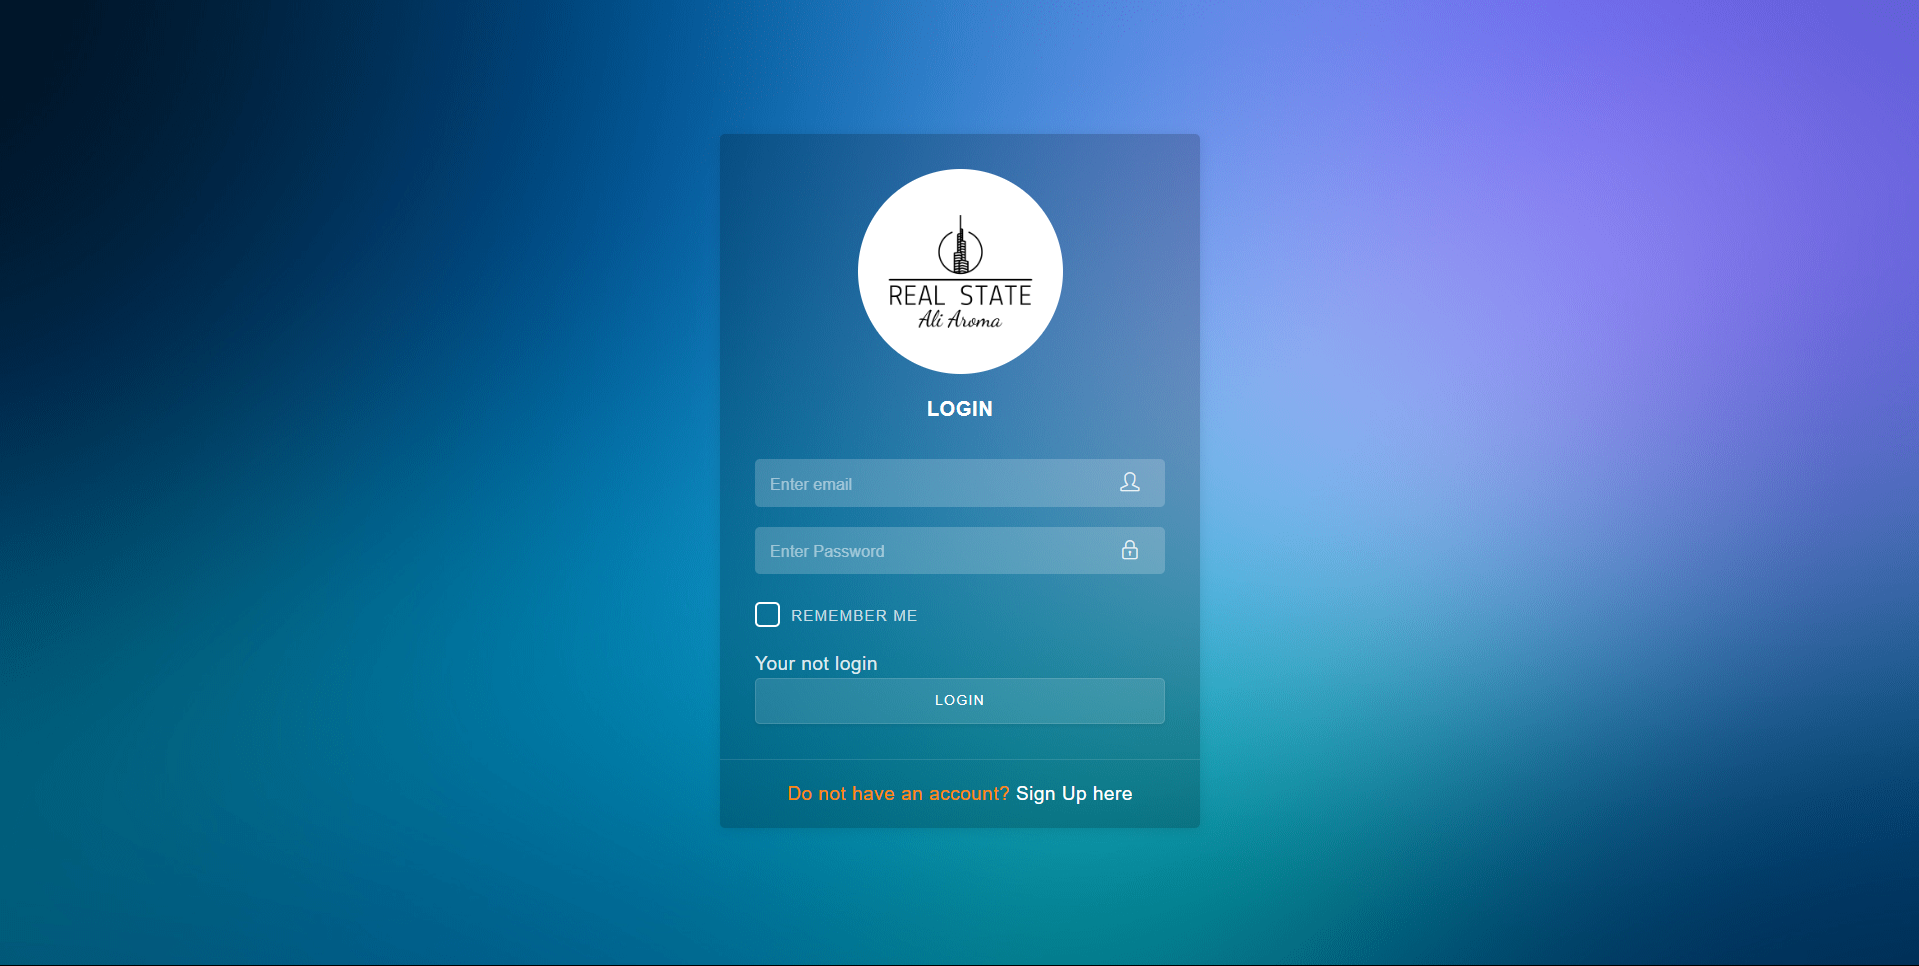 REAL STATE
Ali Aroma
LOGIN
Enter email
Enter Password
REMEMBER ME
Your not login
LOGIN
Do not have an account? Sign Up here